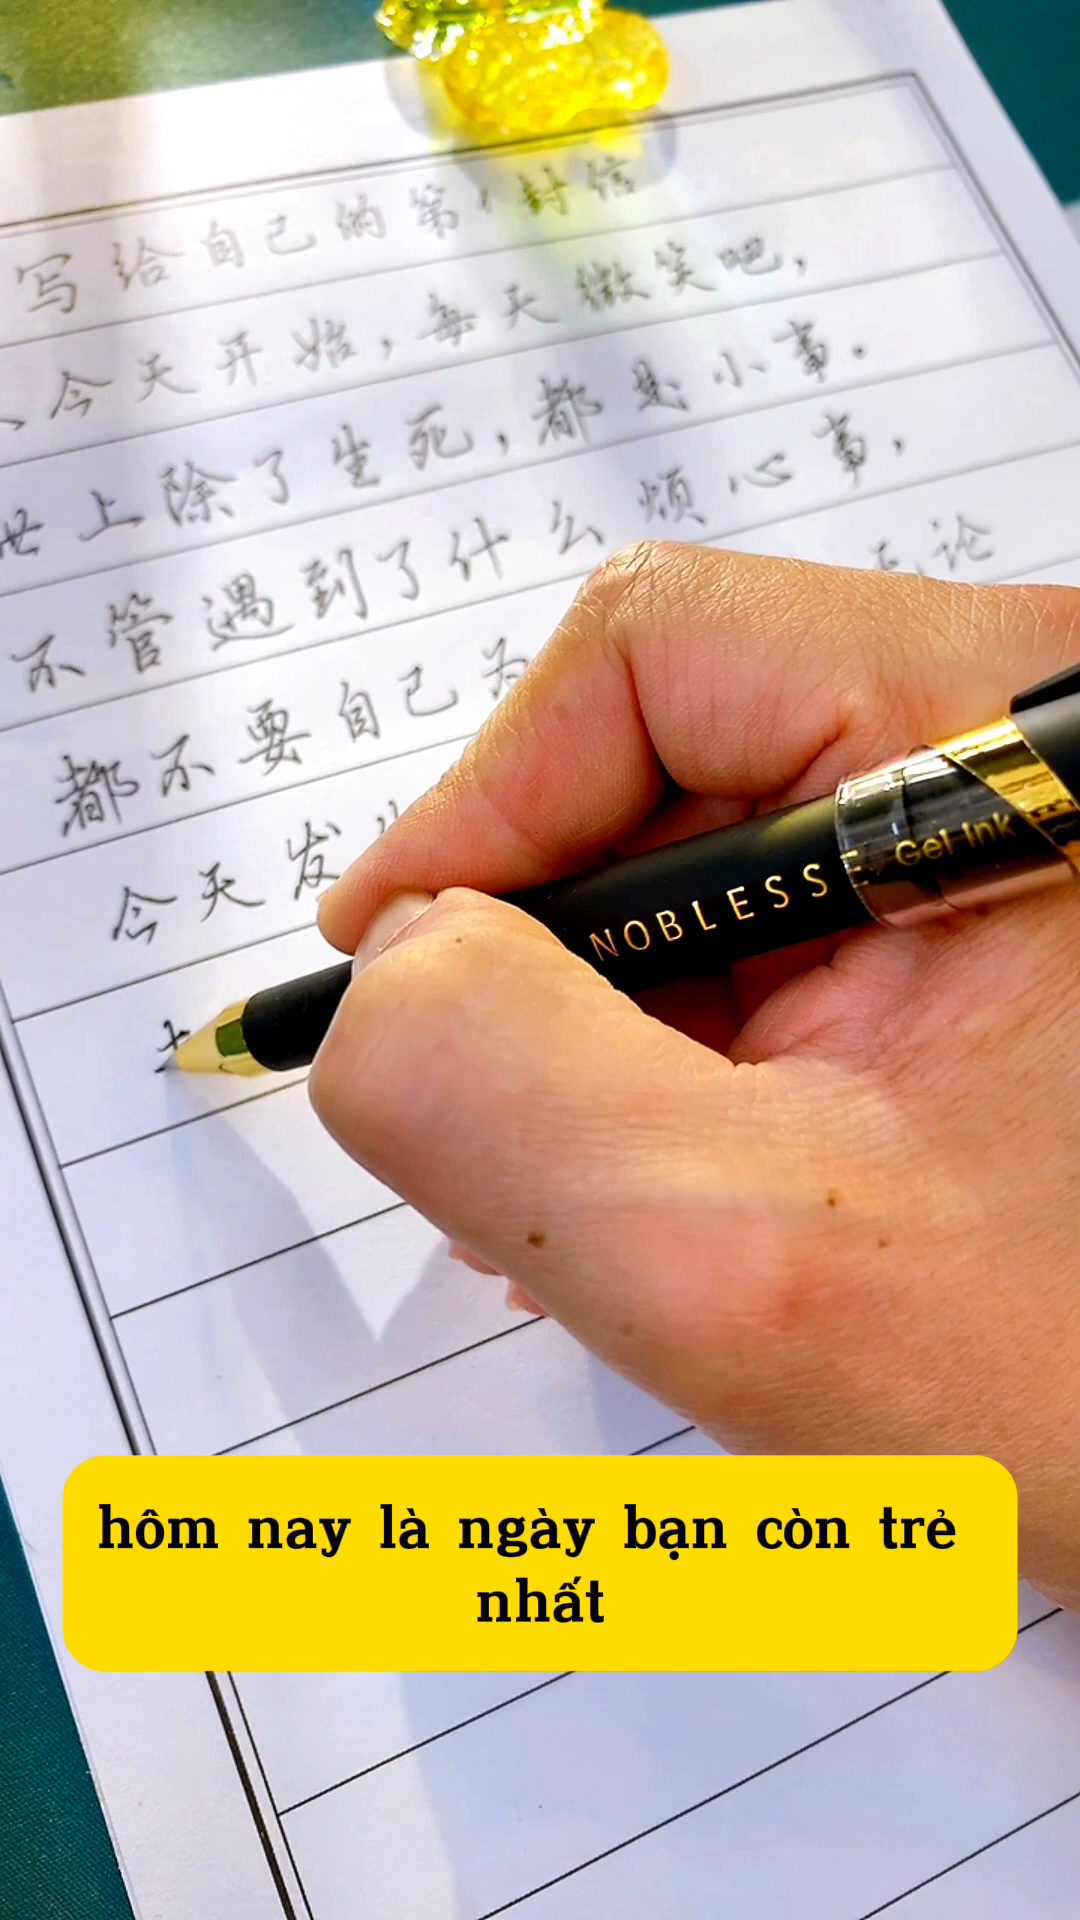 写给自己的第1封信
今天开始，每天微笑吧，
世上除了生死，都是小事。
不管遇到了什么烦心事，
都不要自己为 无论
今天发
NOBLESSE Gel Ink
hôm nay là ngày bạn còn trẻ
nhất